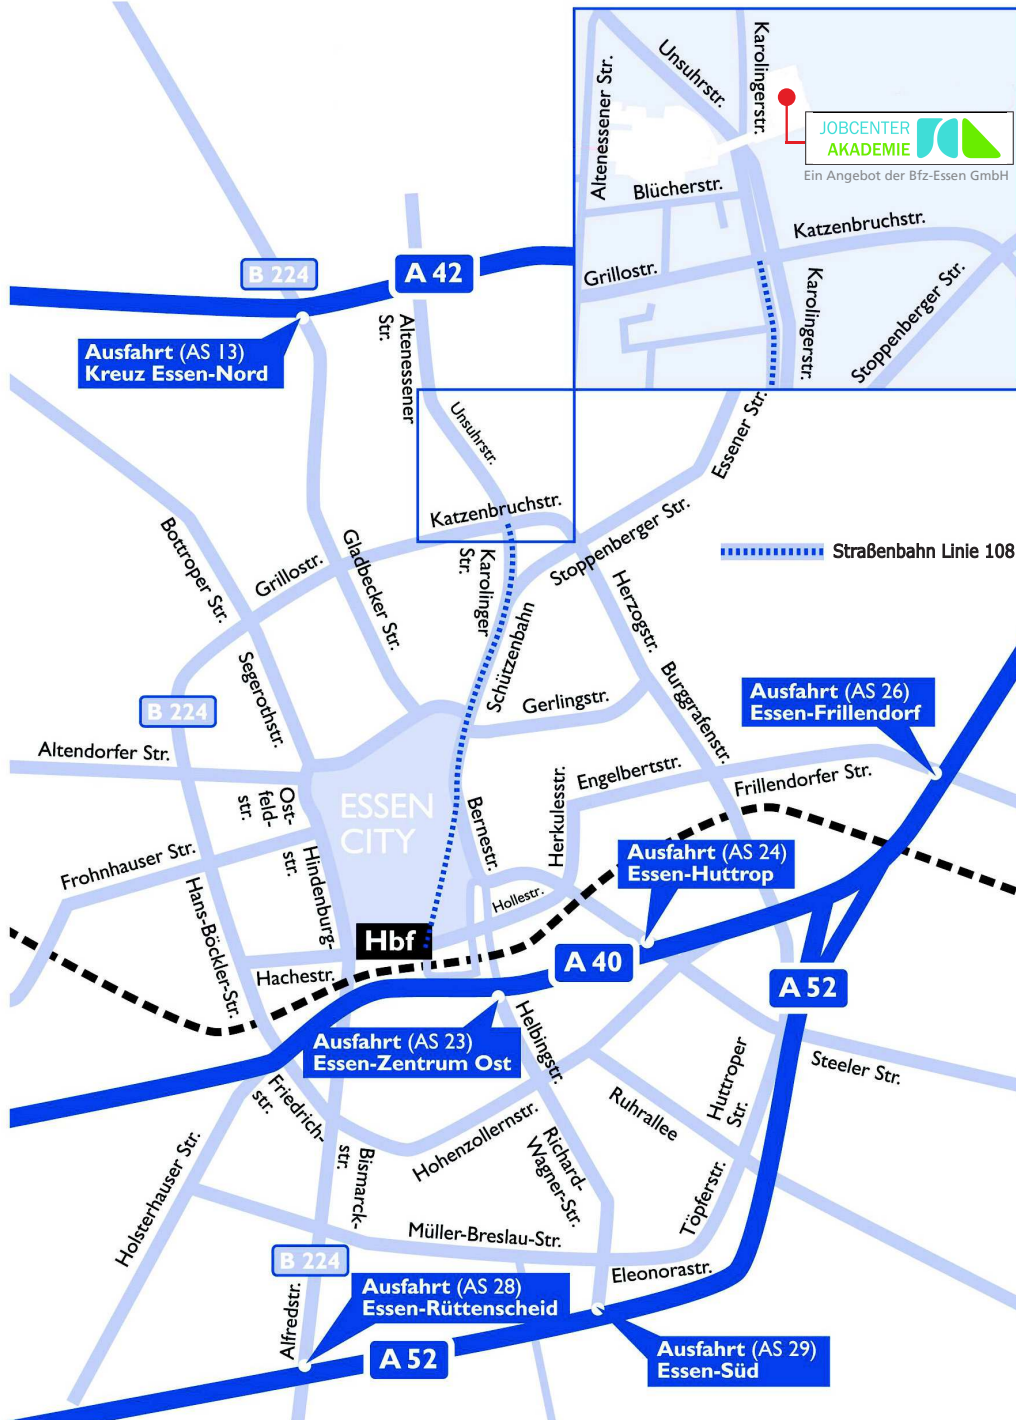 Karolingerstr.
Unsuhrstr.
Altenessener Str.
JOBCENTER
AKADEMIE
Ein Angebot der Bfz-Essen GmbH
Blücherstr.
Katzenbruchstr.
Grillostr.
Karolingerstr.
Stoppenberger Str.
B 224
A 42
Ausfahrt (AS 13)
Kreuz Essen-Nord
Altenessener
Str.
Unsuhrstr.
Essener Str.
Katzenbruchstr.
Stoppenberger Str.
Straßenbahn Linie 108
Bottroper Str.
Grillostr.
Gladbecker Str.
Karolinger
Str.
Herzogstr.
Schützenbahn
Segerothstr.
Gerlingstr.
Burggrafenstr.
Ausfahrt (AS 26)
Essen-Frillendorf
B 224
Altendorfer Str.
Ost-
feld-
str.
ESSEN
CITY
Engelbertstr.
Frillendorfer Str.
Herkulesstr.
Bernestr.
Frohnhauser Str.
Hindenburg-
str.
Ausfahrt (AS 24)
Essen-Huttrop
Hans-Böckler-Str.
Hollestr.
Hbf
Hachestr.
A 40
A 52
Ausfahrt (AS 23)
Essen-Zentrum Ost
Helbingstr.
Steeler Str.
Huttroper
Str.
Friedrich-
str.
Ruhrallee
Hohenzollernstr.
Richard-
Wagner-Str.
Holsterhauser Str.
Bismarck-
str.
Töpferstr.
Müller-Breslau-Str.
B 224
Eleonorastr.
Alfredstr.
Ausfahrt (AS 28)
Essen-Rüttenscheid
A 52
Ausfahrt (AS 29)
Essen-Süd